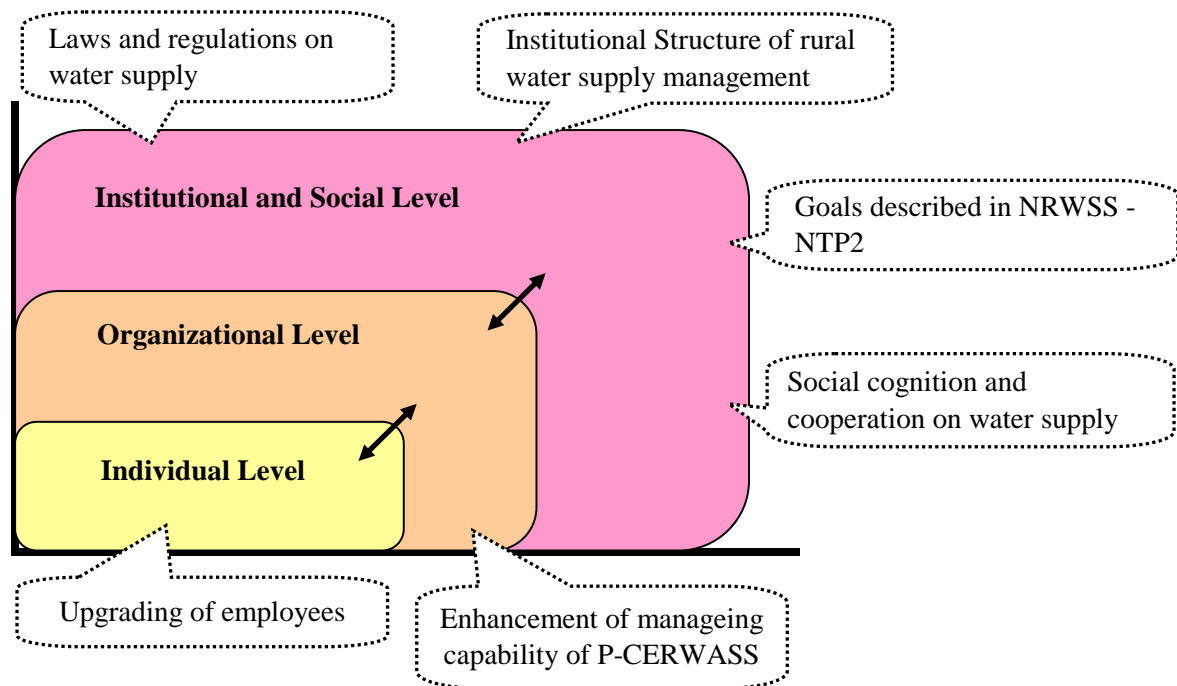 Laws and regulations on
water supply
Institutional Structure of rural
water supply management
Institutional and Social Level
Goals described in NRWSS -
NTP2
Organizational Level
Social cognition and
cooperation on water supply
Individual Level
Upgrading of employees
Enhancement of manageing
capability of P-CERWASS